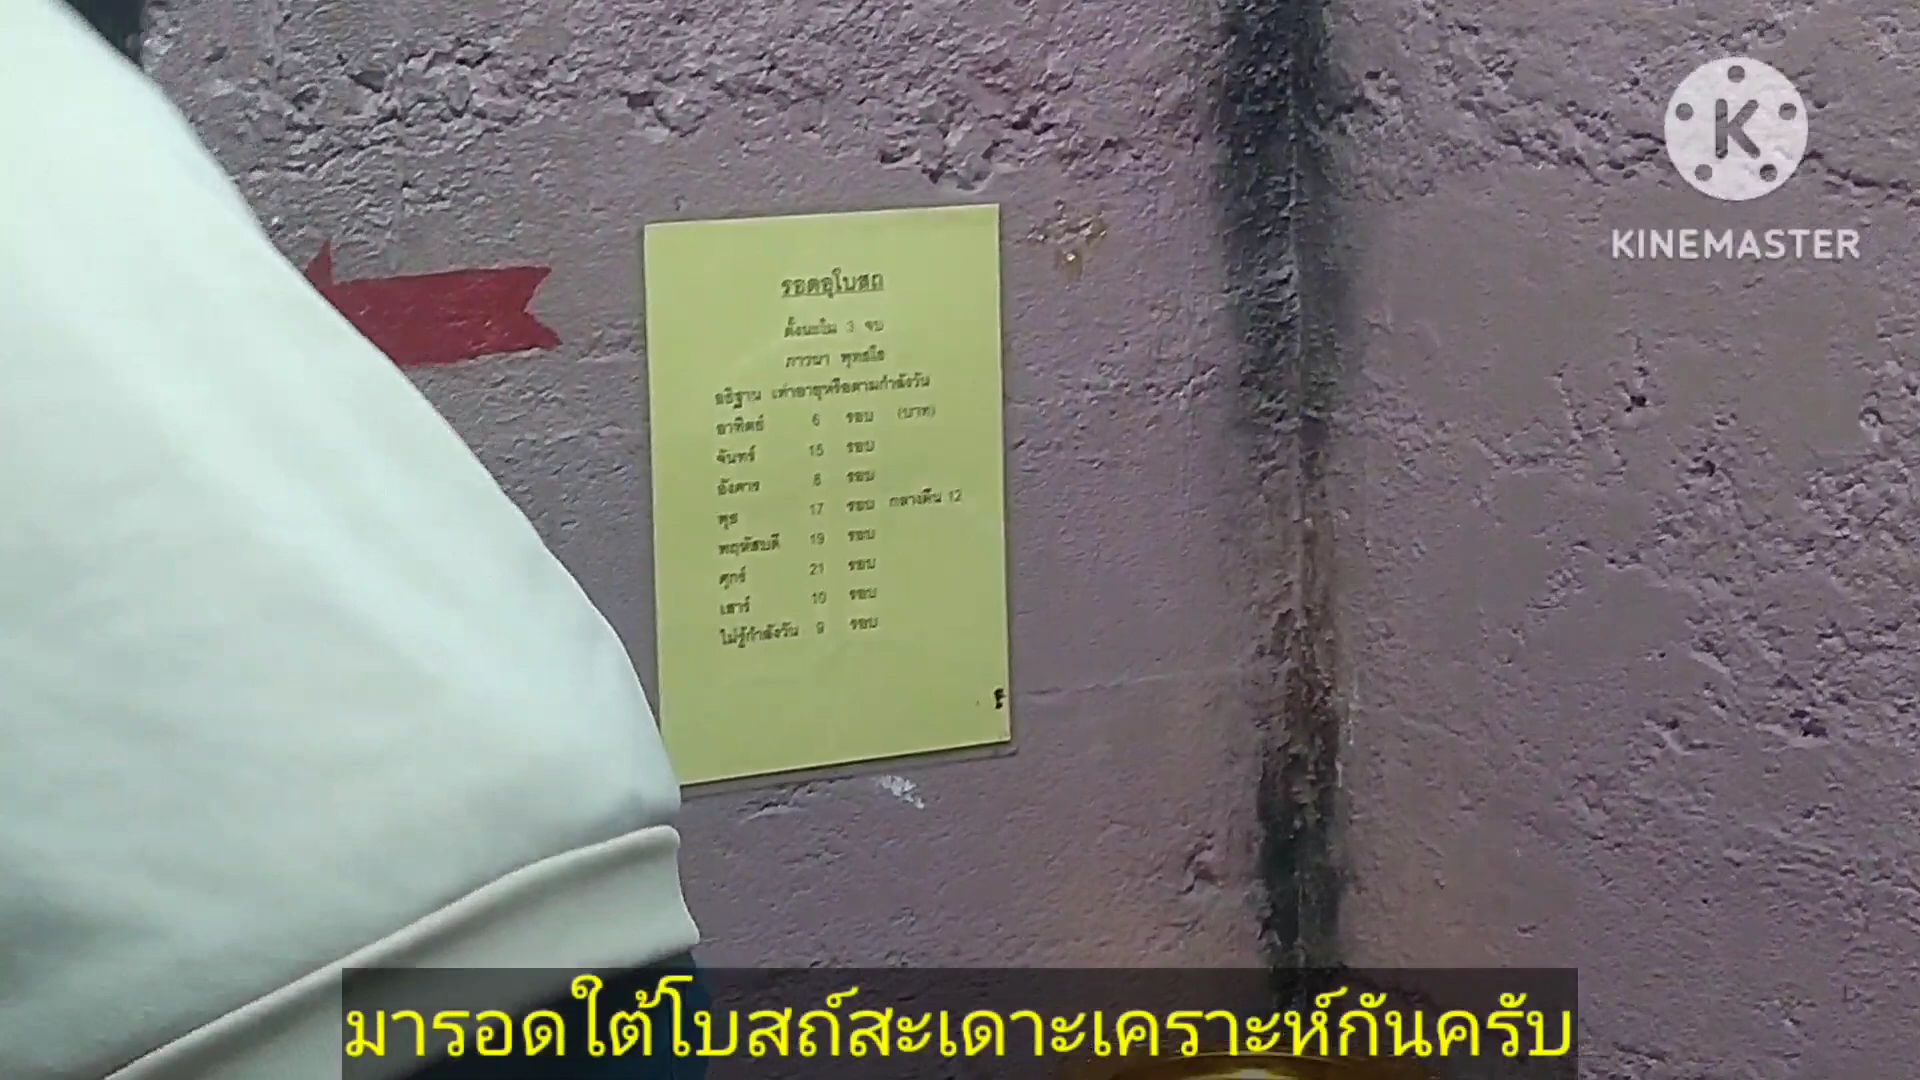 KINEMASTER
รอดอุโบสถ
ตั้งนะโม 3 จบ
ภาวนา พุทธโธ
อธิฐาน เท่าอายุหรือตามกำลังวัน
อาทิตย์ 6 รอบ (บาท)
จันทร์ 15 รอบ
อังคาร 8 รอบ
พุธ 17 รอบ กลางคืน 12
พฤหัสบดี 19 รอบ
ศุกร์ 21 รอบ
เสาร์ 10 รอบ
ไม่รู้กำลังวัน 9 รอบ
มารอดใต้โบสถ์สะเดาะเคราะห์กันครับ